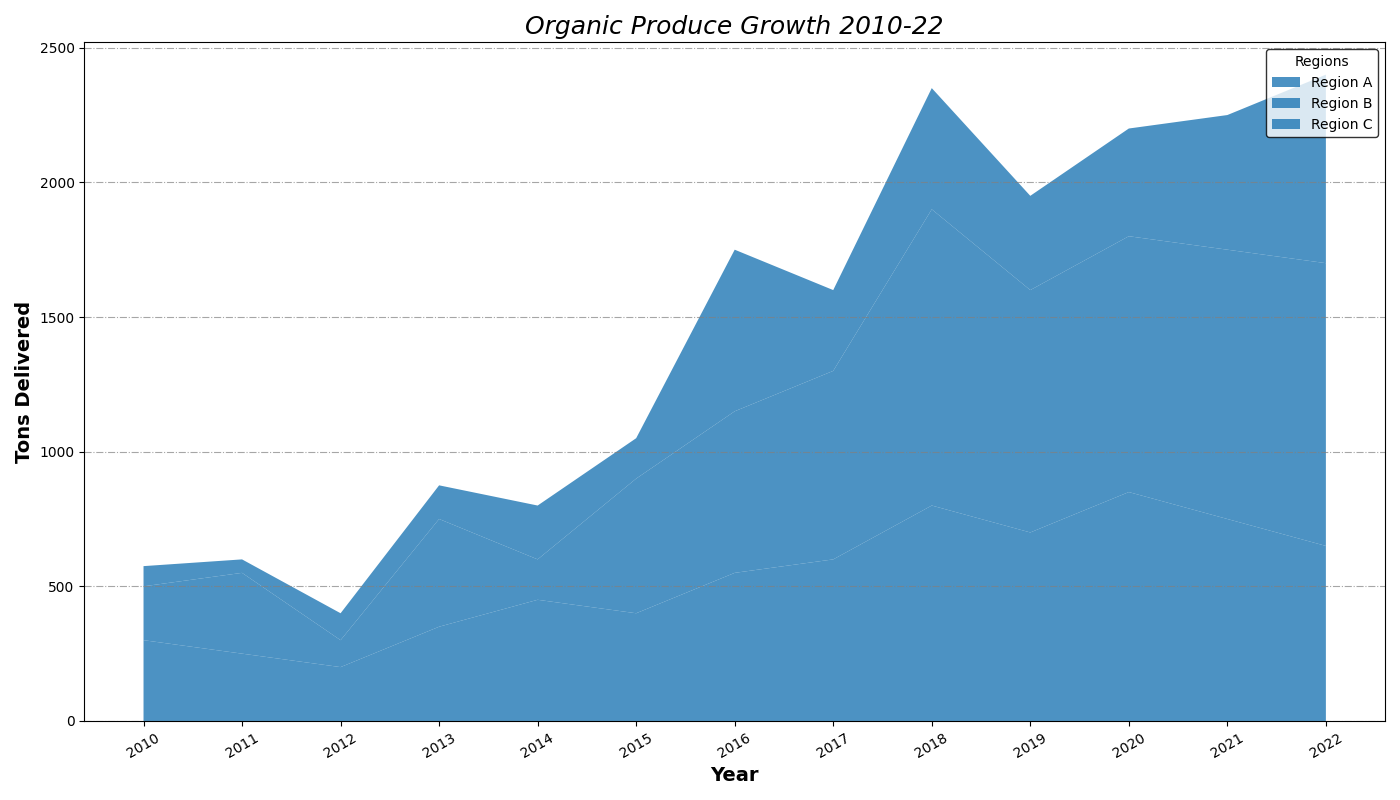 Organic Produce Growth 2010-22
Regions
Region A
Region B
Region C
Tons Delivered
2500
2000
1500
1000
500
0
2010 2011 2012 2013 2014 2015 2016 2017 2018 2019 2020 2021 2022
Year